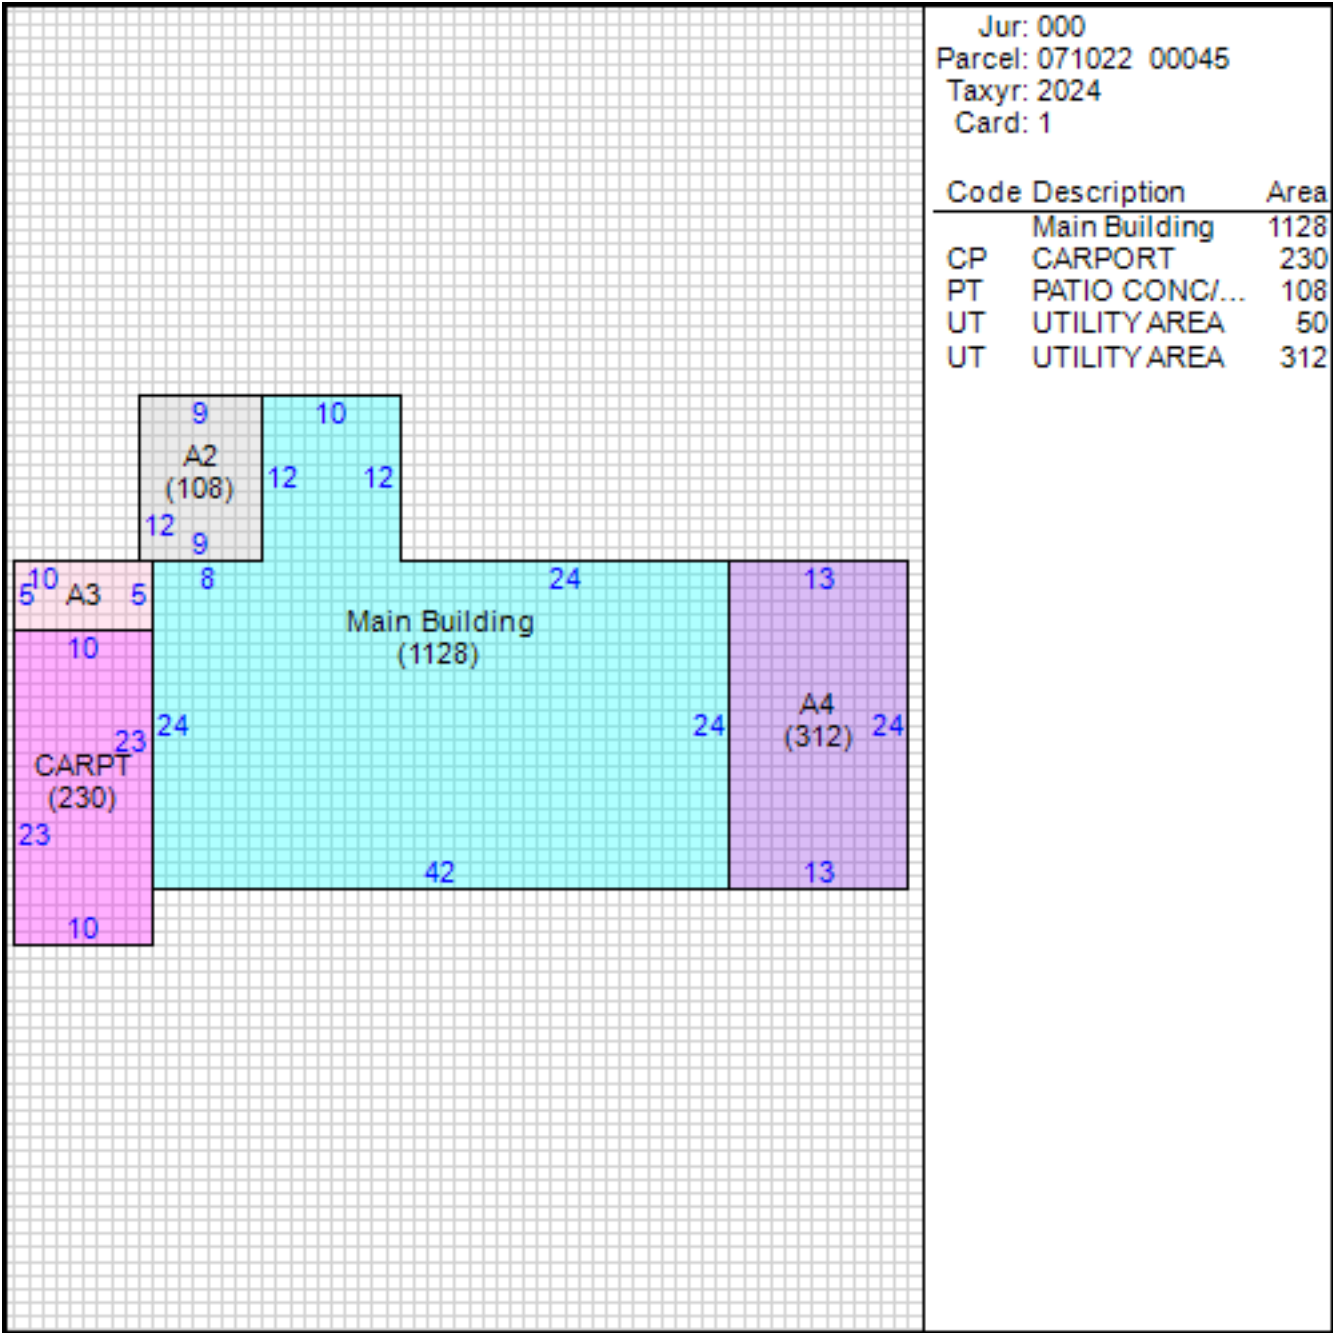 Jur: 000
Parcel: 071022 00045
Taxyr: 2024
Card: 1
Code Description Area
Main Building 1128
CP CARPORT 230
PT PATIO CONC/... 108
UT UTILITY AREA 50
UT UTILITY AREA 312
9
10
A2
(108)
12
12
12
9
10
5
A3
5
8
24
13
Main Building
(1128)
10
24
24
A4
(312)
24
23
CARPT
(230)
23
42
13
10